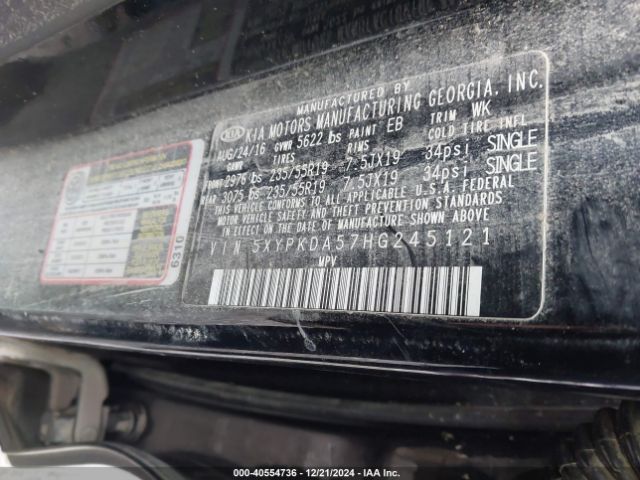 MANUFACTURED BY
KIA KIA MOTORS MANUFACTURING GEORGIA, INC.
AUG/24/16 GVWR 5622 lbs PAINT EB TRIM WK
GAWR TIRES RIMS COLD TIRE INFL
2976 lbs 235/55R19 7.5JX19 34psi SINGLE
REAR 3075 lbs 235/55R19 7.5JX19 34psi SINGLE
THIS VEHICLE CONFORMS TO ALL APPLICABLE U.S.A. FEDERAL
MOTOR VEHICLE SAFETY AND THEFT PREVENTION STANDARDS
IN EFFECT ON THE DATE OF MANUFACTURE SHOWN ABOVE
VIN 5XYPKDA57HG245121
MPV
6310
000-40554736 - 12/21/2024 - IAA Inc.